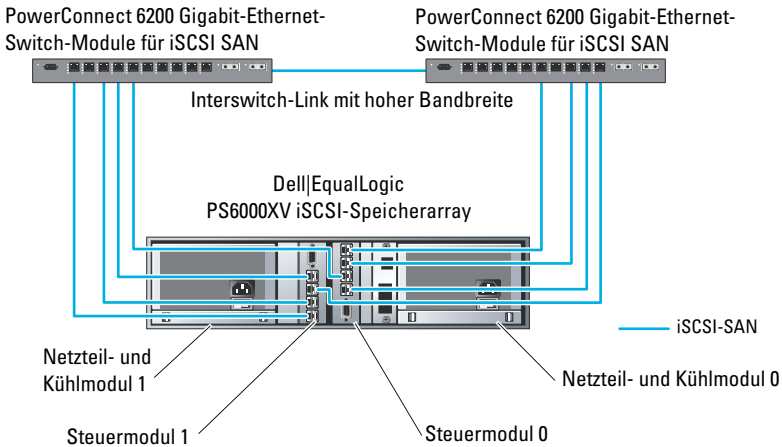 PowerConnect 6200 Gigabit-Ethernet-
Switch-Module für iSCSI SAN
PowerConnect 6200 Gigabit-Ethernet-
Switch-Module für iSCSI SAN
Interswitch-Link mit hoher Bandbreite
Dell|EqualLogic
PS6000XV iSCSI-Speicherarray
iSCSI-SAN
Netzteil- und
Kühlmodul 1
Netzteil- und Kühlmodul 0
Steuermodul 1
Steuermodul 0